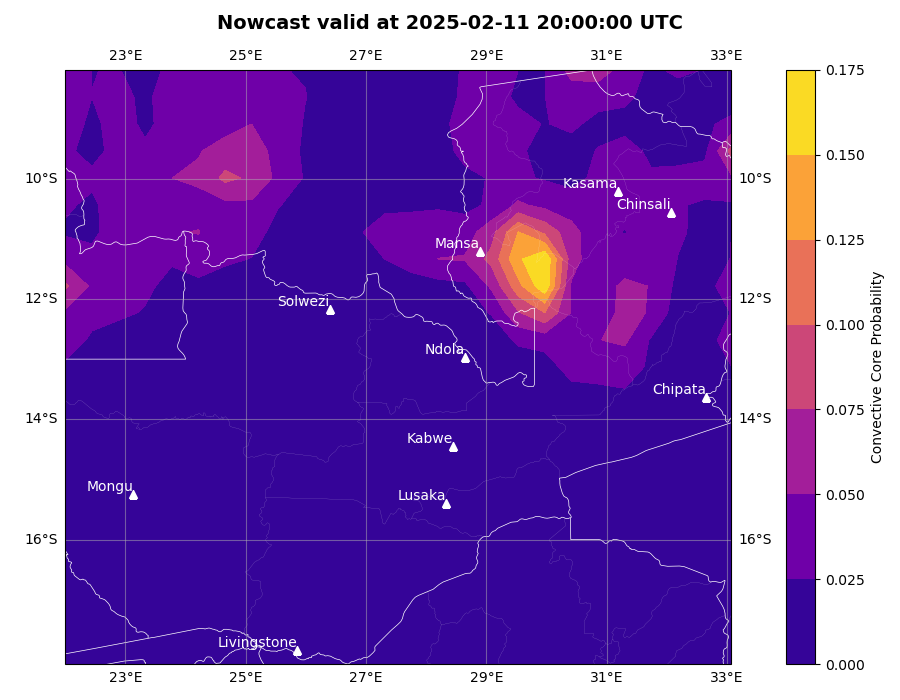 Nowcast valid at 2025-02-11 20:00:00 UTC
23°E 25°E 27°E 29°E 31°E 33°E
0.175
0.150
10°S Kasama 10°S
Chinsali
0.125
Mansa
12°S Solwezi 12°S
0.100
Ndola
Convective Core Probability
Chipata
0.075
14°S 14°S
Kabwe
Mongu
Lusaka
0.050
16°S 16°S
0.025
Livingstone
0.000
23°E 25°E 27°E 29°E 31°E 33°E